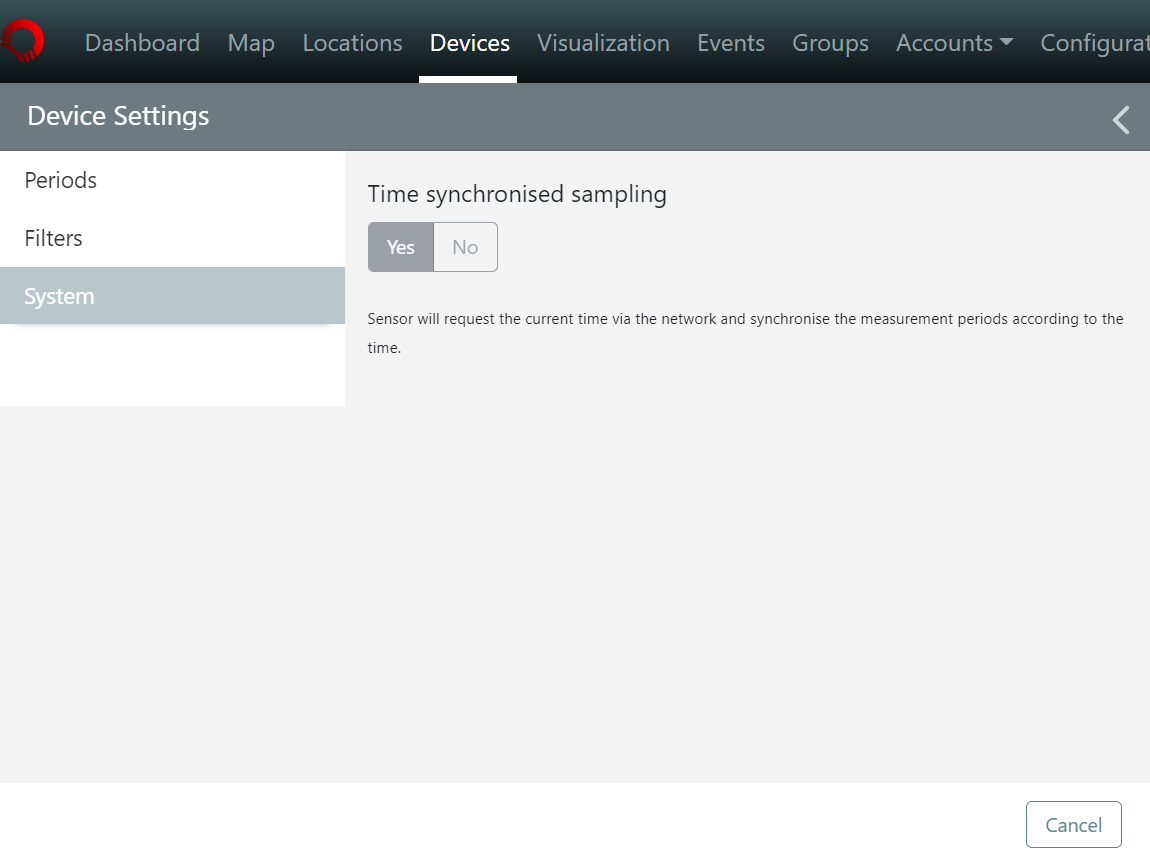 Dashboard Map Locations Devices Visualization Events Groups Accounts Configurat
Device Settings
Periods
Filters
System
Time synchronised sampling
Yes No
Sensor will request the current time via the network and synchronise the measurement periods according to the
time.
Cancel